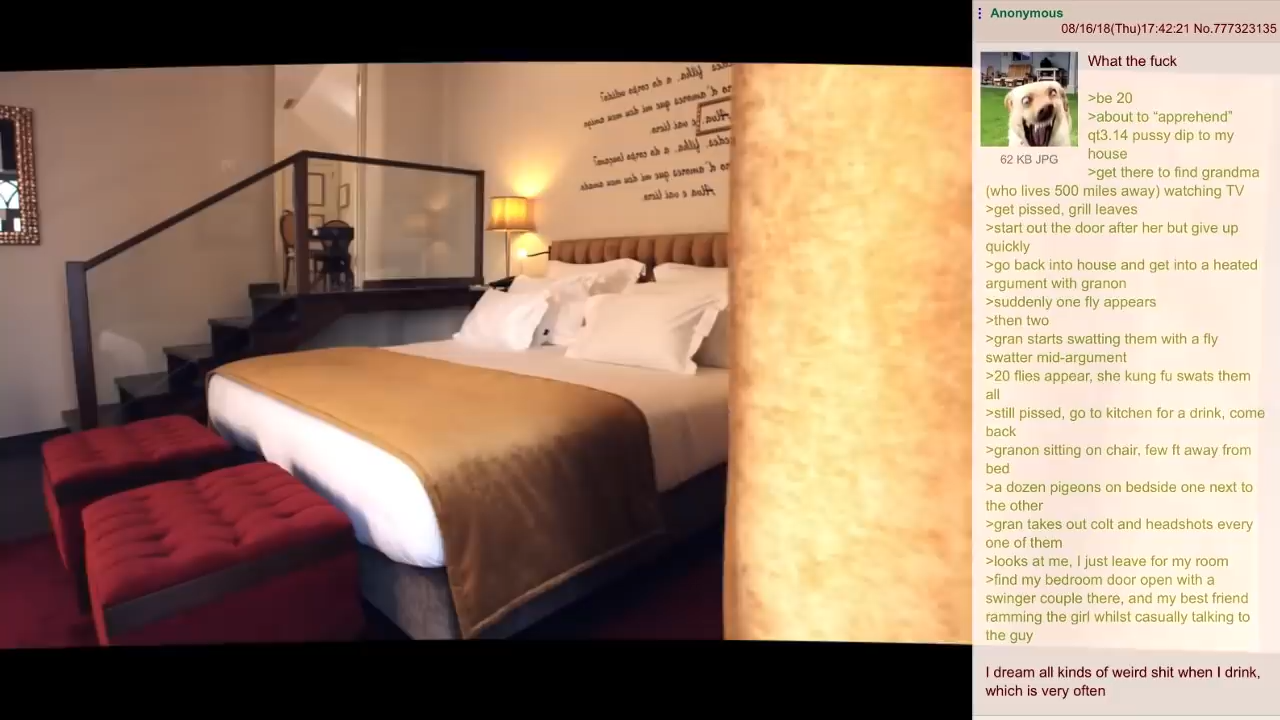 Anonymous
08/16/18(Thu)17:42:21 No.777323135
What the fuck
62 KB JPG
>be 20
>about to “apprehend”
qt3.14 pussy dip to my
house
>get there to find grandma
(who lives 500 miles away) watching TV
>get pissed, grill leaves
>start out the door after her but give up
quickly
>go back into house and get into a heated
argument with granon
>suddenly one fly appears
>then two
>gran starts swatting them with a fly
swatter mid-argument
>20 flies appear, she kung fu swats them
all
>still pissed, go to kitchen for a drink, come
back
>granon sitting on chair, few ft away from
bed
>a dozen pigeons on bedside one next to
the other
>gran takes out colt and headshots every
one of them
>looks at me, I just leave for my room
>find my bedroom door open with a
swinger couple there, and my best friend
ramming the girl whilst casually talking to
the guy
I dream all kinds of weird shit when I drink,
which is very often